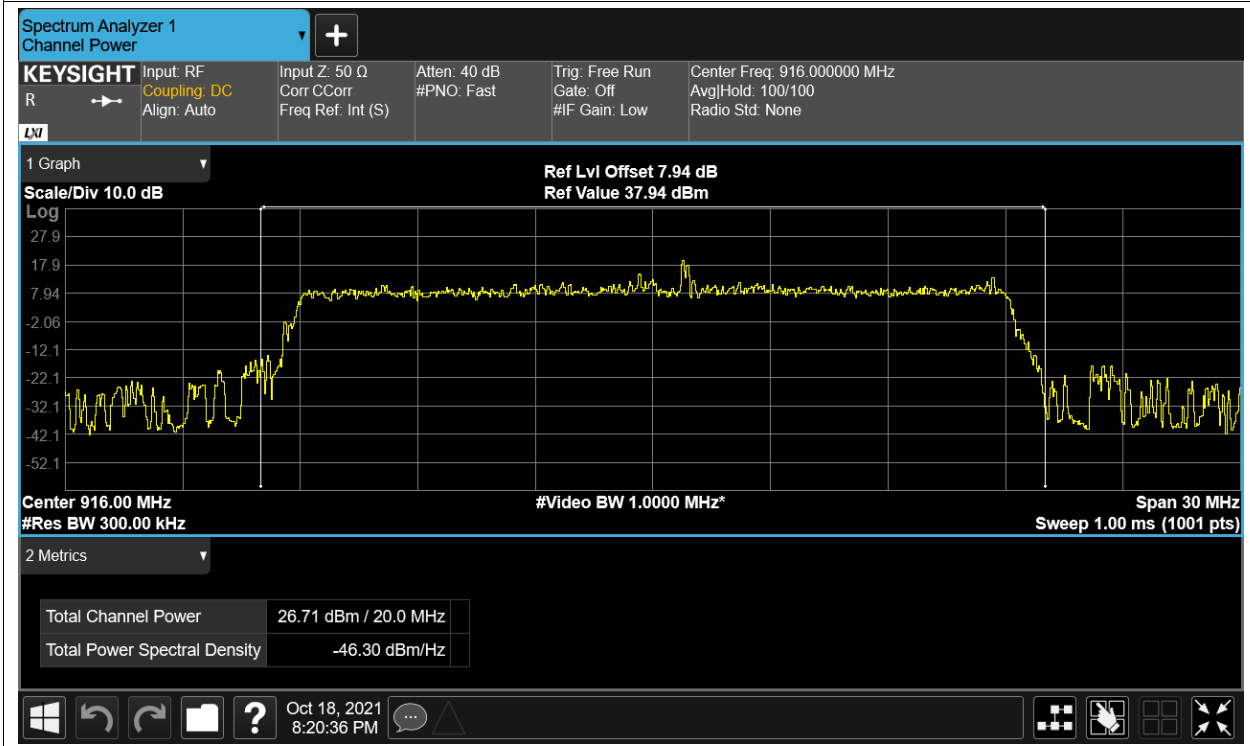 Spectrum Analyzer 1
Channel Power
KEYSIGHT
R
LXI
Input: RF
Coupling: DC
Align: Auto
Input Z: 50 Ω
Corr CCorr
Freq Ref: Int (S)
Atten: 40 dB
#PNO: Fast
Trig: Free Run
Gate: Off
#IF Gain: Low
Center Freq: 916.000000 MHz
Avg|Hold: 100/100
Radio Std: None
1 Graph
Scale/Div 10.0 dB
Ref Lvl Offset 7.94 dB
Ref Value 37.94 dBm
Log
27.9
17.9
7.94
-2.06
-12.1
-22.1
-32.1
-42.1
-52.1
Center 916.00 MHz
#Video BW 1.0000 MHz*
Span 30 MHz
#Res BW 300.00 kHz
Sweep 1.00 ms (1001 pts)
2 Metrics
Total Channel Power 26.71 dBm / 20.0 MHz
Total Power Spectral Density -46.30 dBm/Hz
?
Oct 18, 2021
8:20:36 PM